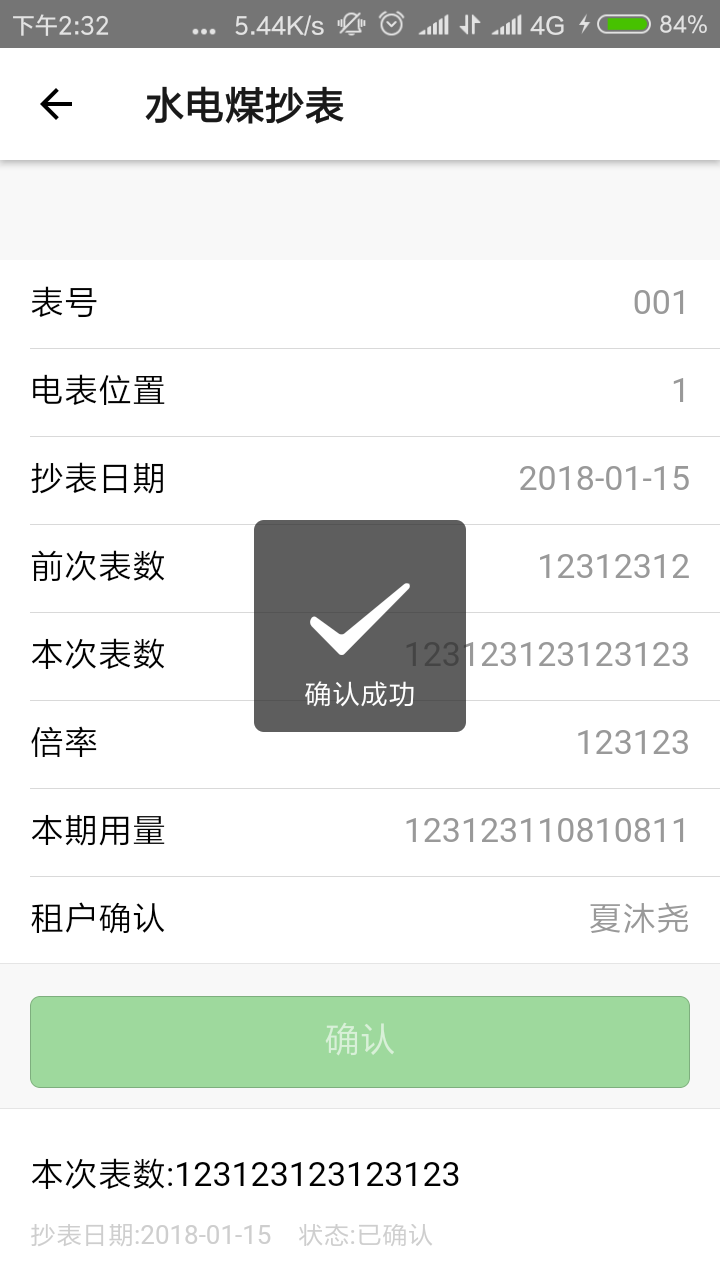 下午2:32 ... 5.44K/s 4G 84%
水电煤抄表
表号 001
电表位置 1
抄表日期 2018-01-15
前次表数 12312312
本次表数 123123123123123
确认成功
倍率 123123
本期用量 123123110810811
租户确认 夏沐尧
确认
本次表数:123123123123123
抄表日期:2018-01-15 状态:已确认